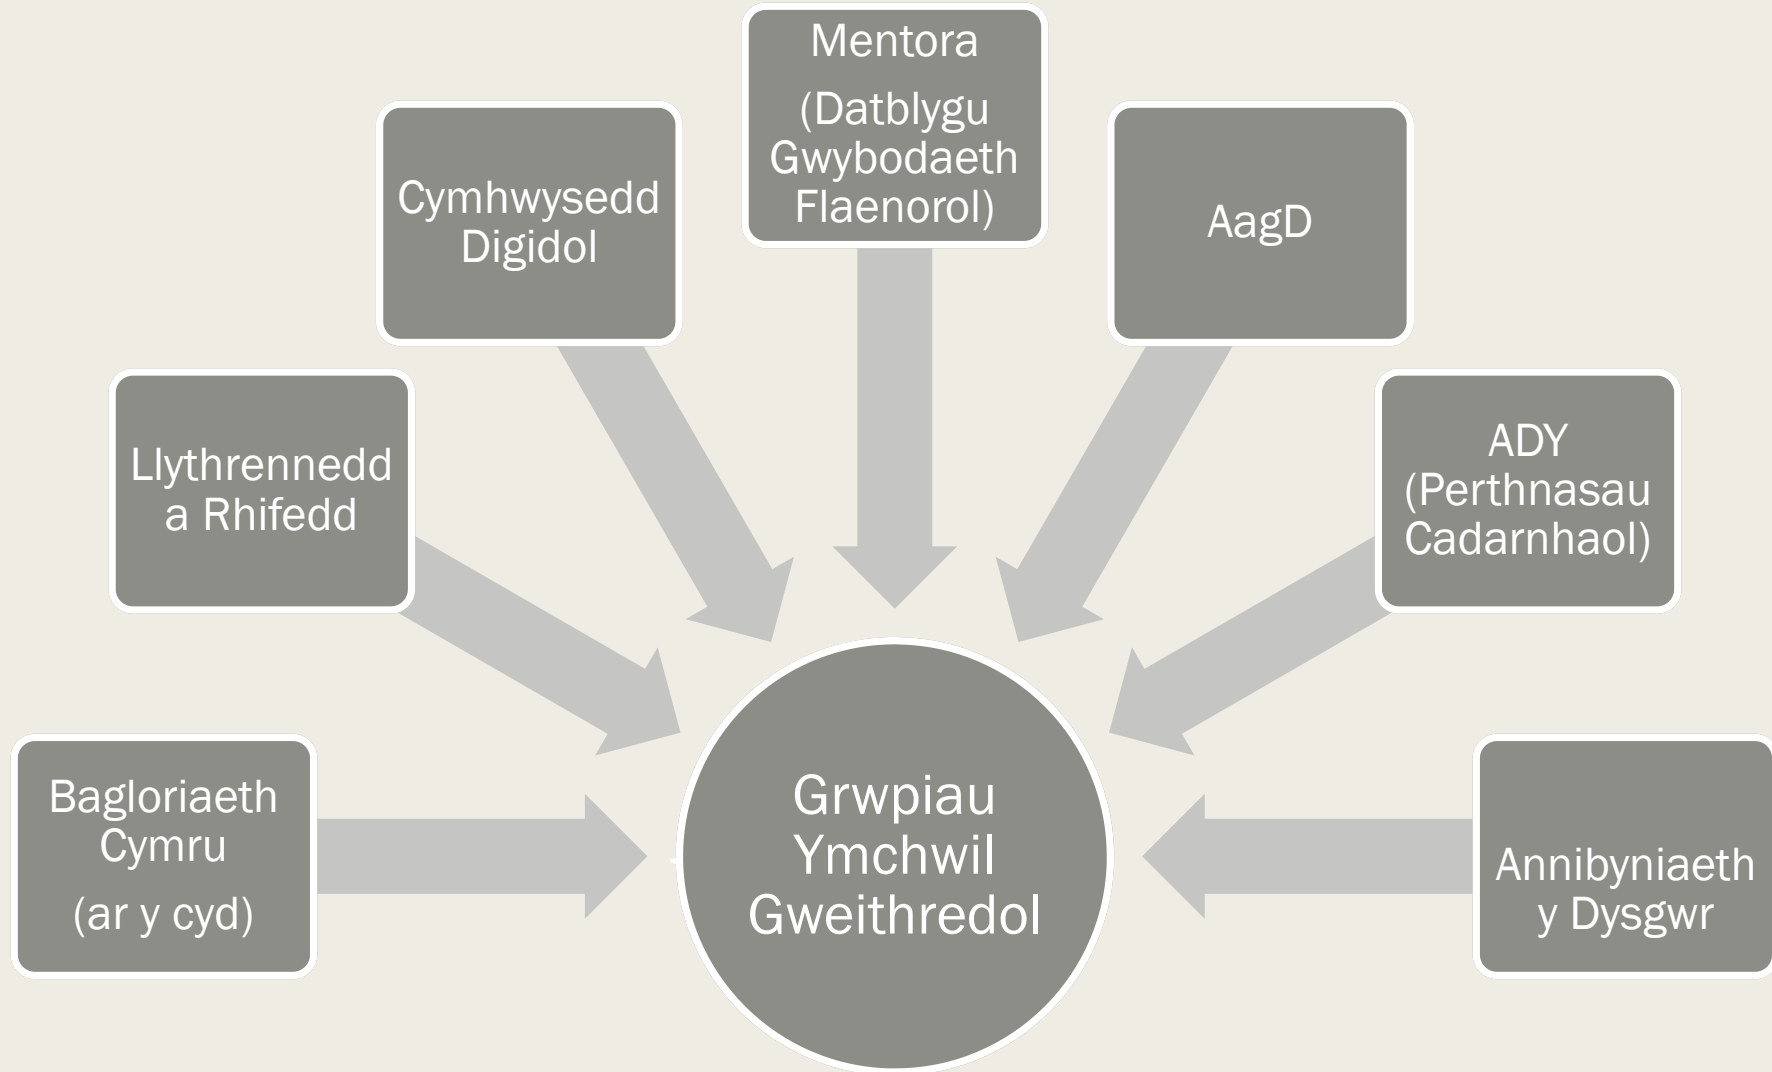 Mentora
(Datblygu
Gwybodaeth
Flaenorol)
Cymhwysedd
Digidol
AagD
Llythrennedd
a Rhifedd
ADY
(Perthnasau
Cadarnhaol)
Bagloriaeth
Cymru
(ar y cyd)
Grwpiau
Ymchwil
Gweithredol
Annibyniaeth
y Dysgwr